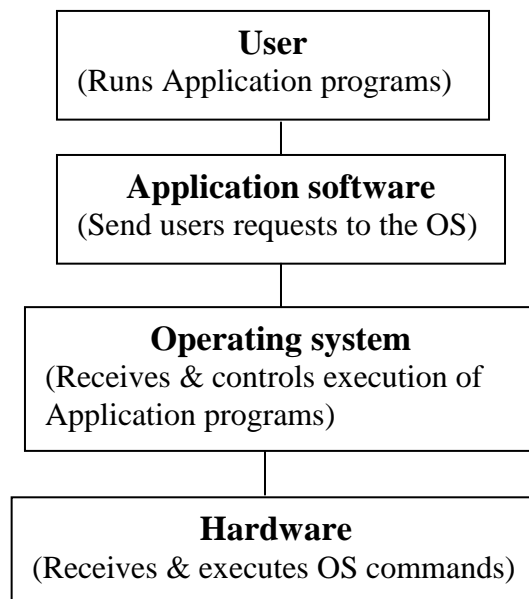 User
(Runs Application programs)
Application software
(Send users requests to the OS)
Operating system
(Receives & controls execution of
Application programs)
Hardware
(Receives & executes OS commands)